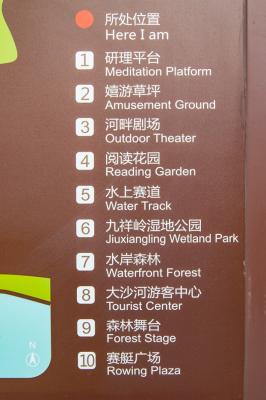 所处位置
Here I am
1 研理平台
Meditation Platform
2 嬉游草坪
Amusement Ground
3 河畔剧场
Outdoor Theater
4 阅读花园
Reading Garden
5 水上赛道
Water Track
6 九祥岭湿地公园
Jiuxiangling Wetland Park
7 水岸森林
Waterfront Forest
8 大沙河游客中心
Tourist Center
9 森林舞台
Forest Stage
10 赛艇广场
Rowing Plaza
N